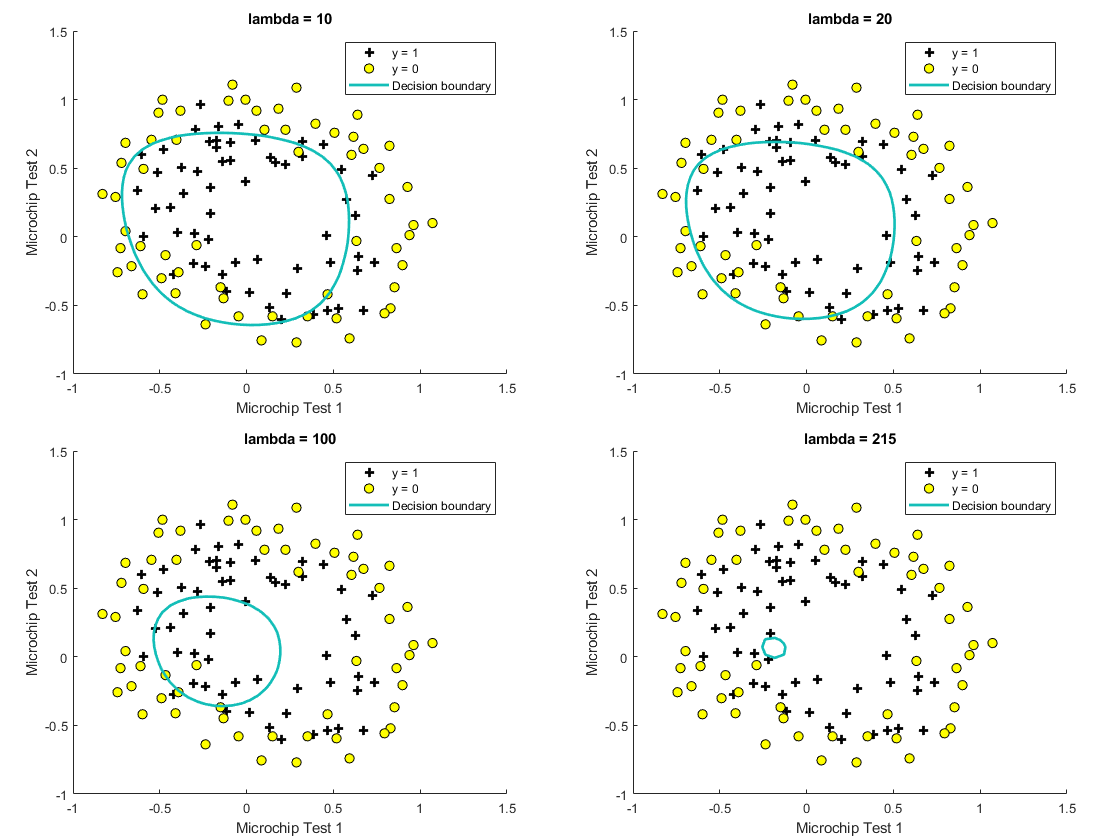 lambda = 10
1.5
1
0.5
0
-0.5
-1
-1 -0.5 0 0.5 1 1.5
Microchip Test 1
Microchip Test 2
y = 1
y = 0
Decision boundary
lambda = 20
1.5
1
0.5
0
-0.5
-1
-1 -0.5 0 0.5 1 1.5
Microchip Test 1
Microchip Test 2
y = 1
y = 0
Decision boundary
lambda = 100
1.5
1
0.5
0
-0.5
-1
-1 -0.5 0 0.5 1 1.5
Microchip Test 1
Microchip Test 2
y = 1
y = 0
Decision boundary
lambda = 215
1.5
1
0.5
0
-0.5
-1
-1 -0.5 0 0.5 1 1.5
Microchip Test 1
Microchip Test 2
y = 1
y = 0
Decision boundary